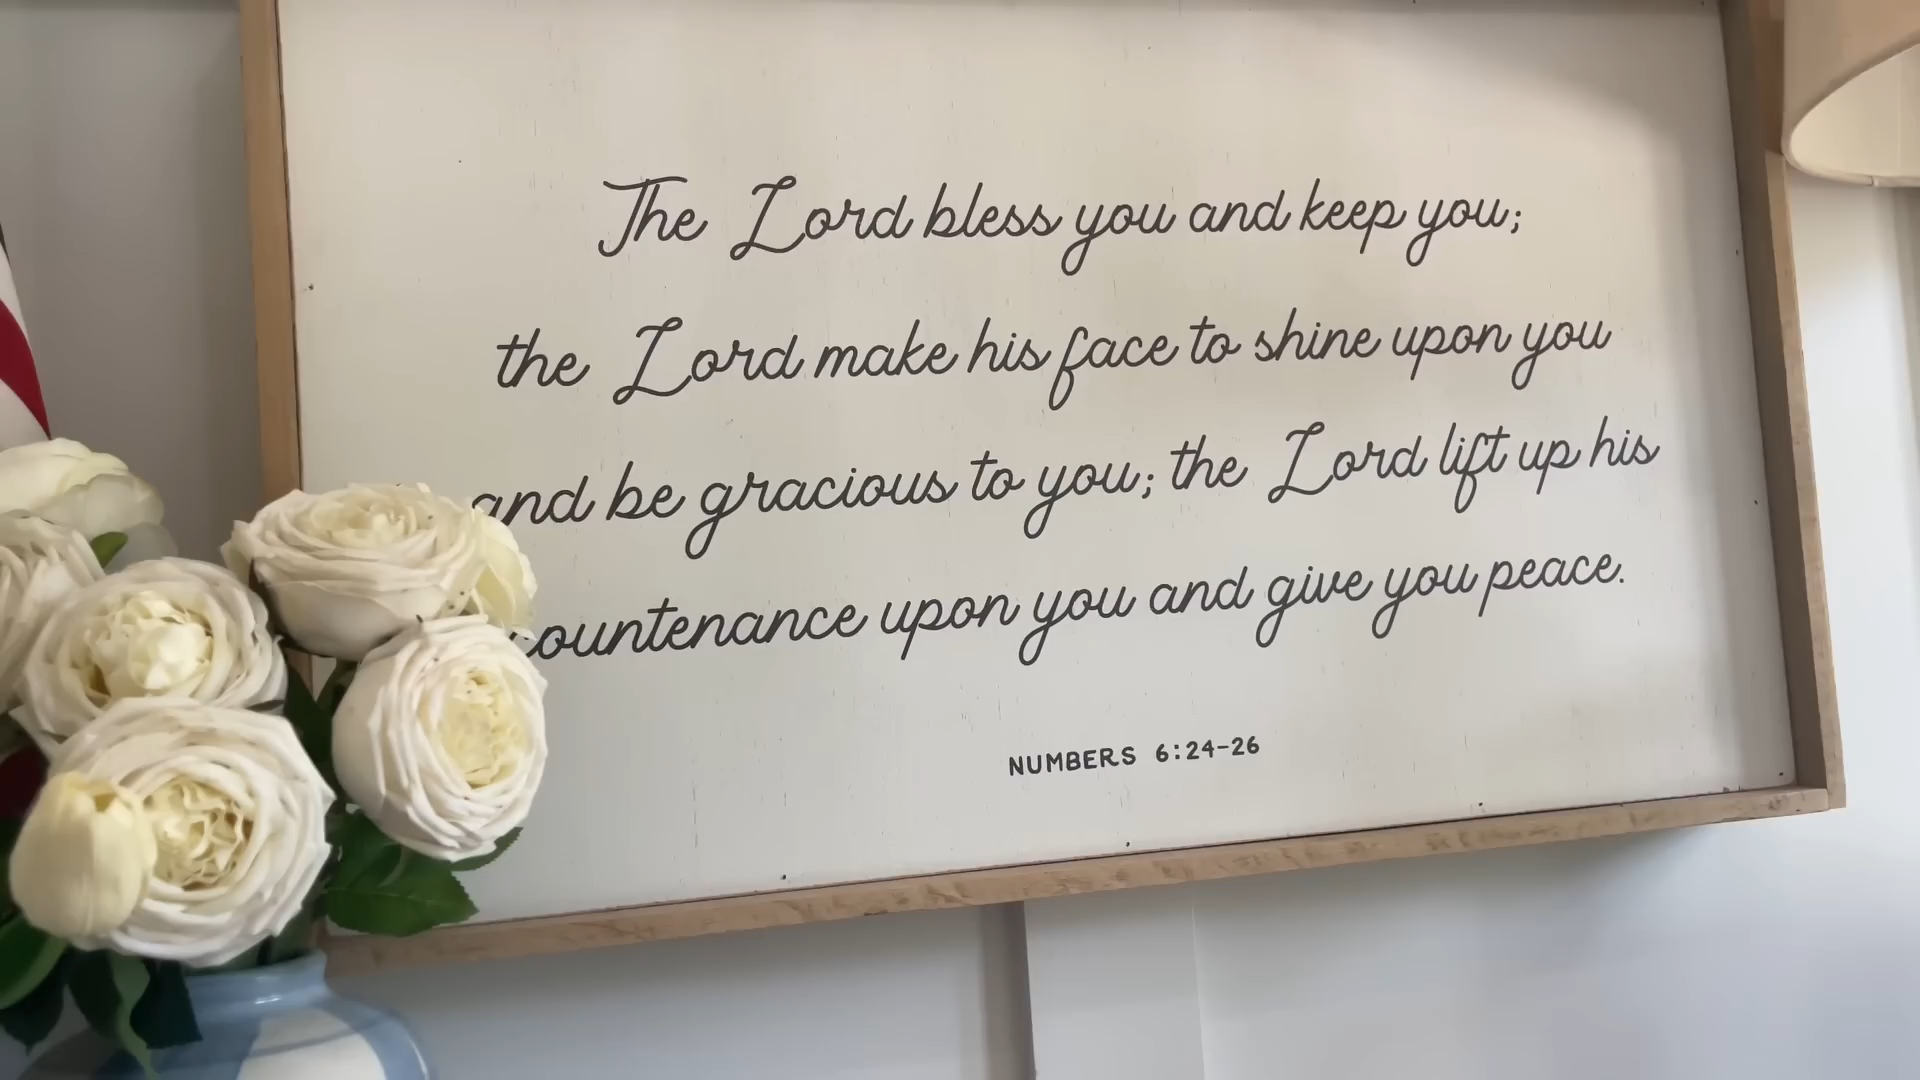 The Lord bless you and keep you;
the Lord make his face to shine upon you
and be gracious to you; the Lord lift up his
countenance upon you and give you peace.
NUMBERS 6:24-26